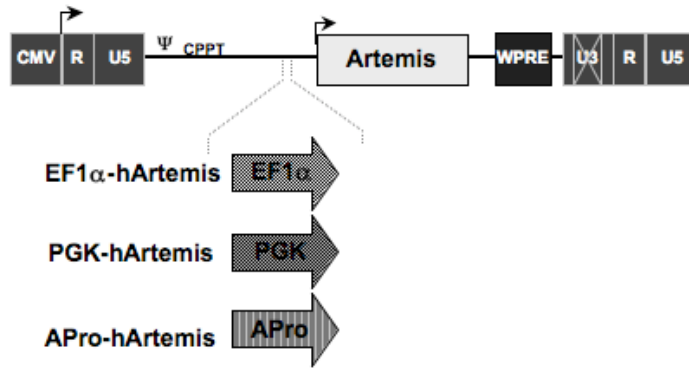 CMV R U5 Ψ CPPT Artemis WPRE U3 R U5
EF1α-hArtemis EF1α
PGK-hArtemis PGK
APro-hArtemis APro